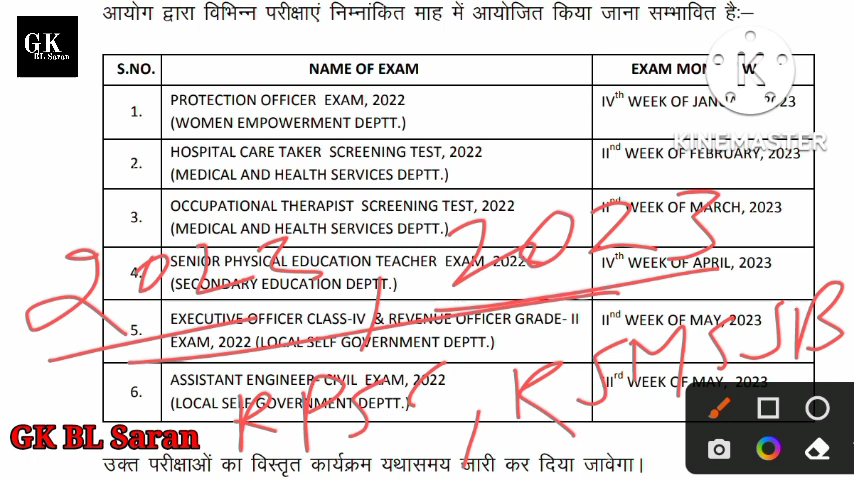 आयोग द्वारा विभिन्न परीक्षाएं निम्नांकित माह में आयोजित किया जाना सम्भावित है:–
GK
BL Saran
S.NO. NAME OF EXAM EXAM MON
K
1. PROTECTION OFFICER EXAM, 2022 IVth WEEK OF JANUA 2023
(WOMEN EMPOWERMENT DEPTT.)
KINEMASTER
2. HOSPITAL CARE TAKER SCREENING TEST, 2022 IInd WEEK OF FEBRUARY, 2023
(MEDICAL AND HEALTH SERVICES DEPTT.)
3. OCCUPATIONAL THERAPIST SCREENING TEST, 2022 IInd WEEK OF MARCH, 2023
(MEDICAL AND HEALTH SERVICES DEPTT.)
2023, 2023
4. SENIOR PHYSICAL EDUCATION TEACHER EXAM, 2022 IVth WEEK OF APRIL, 2023
(SECONDARY EDUCATION DEPTT.)
5. EXECUTIVE OFFICER CLASS-IV & REVENUE OFFICER GRADE- II IInd WEEK OF MAY, 2023
EXAM, 2022 (LOCAL SELF GOVERNMENT DEPTT.)
RPSC, RSMSSB
6. ASSISTANT ENGINEER- CIVIL EXAM, 2022 WEEK OF MAY, 2023
(LOCAL SELF GOVERNMENT DEPTT.
GK BL Saran
उक्त परीक्षाओं का विस्तृत कार्यक्रम यथासमय जारी कर दिया जावेगा।